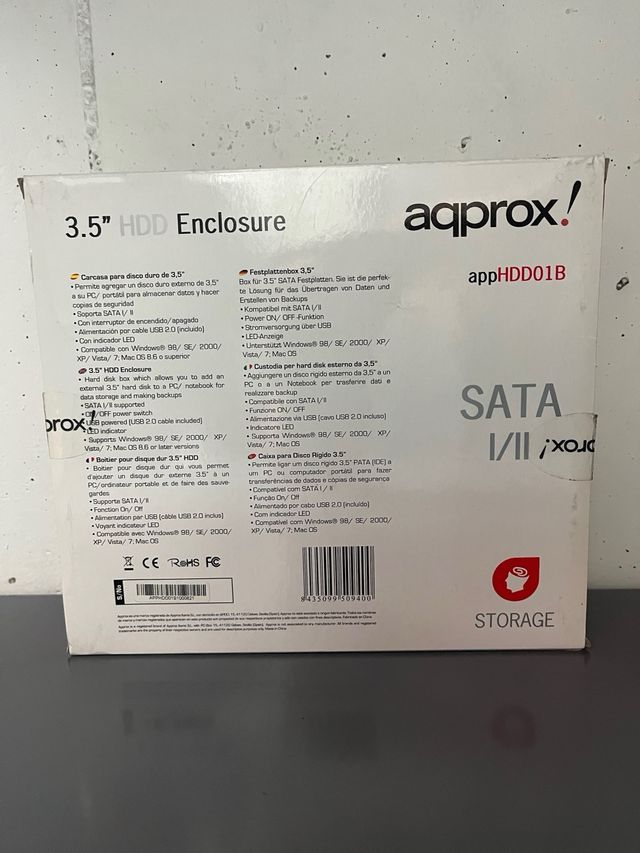 3.5” HDD Enclosure
aqprox!
appHDD01B
Carcasa para disco duro de 3,5”
• Permite agregar un disco duro externo de 3,5”
a su PC/ portátil para almacenar datos y hacer
copias de seguridad
• Soporta SATA I/ II
• Con interruptor de encendido/apagado
• Alimentación por cable USB 2.0 (incluido)
• Con indicador LED
• Compatible con Windows® 98/ SE/ 2000/
XP/ Vista/ 7; Mac OS 8.6 o superior
3.5” HDD Enclosure
• Hard disk box which allows you to add an
external 3.5” hard disk to a PC/ notebook for
data storage and making backups
• SATA I/ II supported
• ON/OFF power switch
USB powered (USB 2.0 cable included)
LED indicator
• Supports Windows® 98/ SE/ 2000/ XP/
Vista/ 7; Mac OS 8.6 or later versions
Boitier pour disque dur 3.5” HDD
• Boitier pour disque dur qui vous permet
d’ajouter un disque dur externe 3.5” à un
PC/ordinateur portable et de faire des sauve-
gardes
• Supporte SATA I/ II
• Fonction On/ Off
• Alimentation par USB (câble USB 2.0 inclus)
• Voyant indicateur LED
• Compatible avec Windows® 98/ SE/ 2000/
XP/ Vista/ 7; Mac OS
Festplattenbox 3,5”
Box für 3.5” SATA Festplatten. Sie ist die perfek-
te Lösung für das Übertragen von Daten und
Erstellen von Backups
• Kompatibel mit SATA I/ II
• Power ON/ OFF -Funktion
• Stromversorgung über USB
• LED-Anzeige
• Unterstützt Windows® 98/ SE/ 2000/ XP/
Vista/ 7; Mac OS
Custodia per hard disk esterno da 3,5”
• Aggiungere un disco rigido esterno da 3,5” a un
PC o a un Notebook per trasferire dati e
realizzare backup
• Compatibile con SATA I/ II
• Funzione ON/ OFF
• Alimentazione via USB (cavo USB 2.0 incluso)
• Indicatore LED
• Supporta Windows® 98/ SE/ 2000/ XP/
Vista/ 7; Mac OS
Caixa para Disco Rígido 3.5”
• Permite ligar um disco rígido 3.5” PATA (IDE) a
um PC ou computador portátil para fazer
transferências de dados e cópias de segurança
• Compatível com SATA I / II
• Função On/ Off
• Alimentado por cabo USB 2.0 (incluído)
• Com indicador LED
• Compatível com Windows® 98/ SE/ 2000/
XP/ Vista/ 7; Mac OS
SATA
I/II
prox!
prox!
CE RoHS FC
S/No
APPHDD01B1000821
8 435099 509400
STORAGE